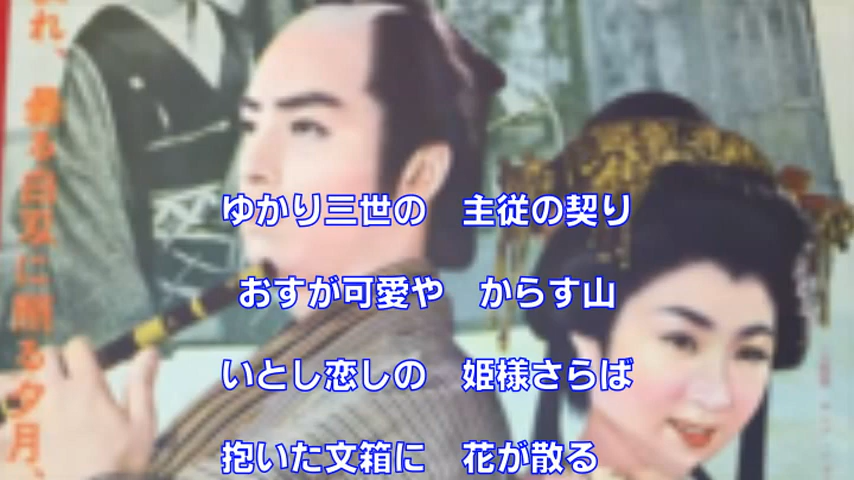 ゆかり三世の　主従の契り
おすが可愛や　からす山
いとし恋しの　姫様さらば
抱いた文箱に　花が散る